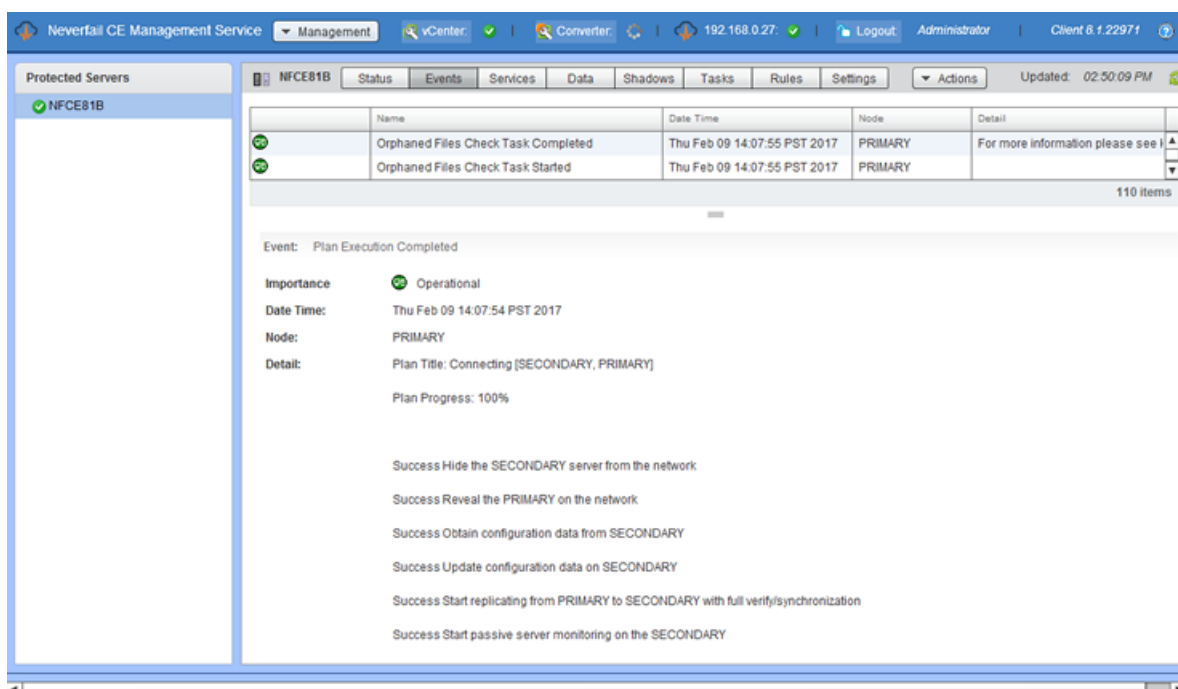 Neverfail CE Management Service Management vCenter: Converter: 192.168.0.27: Logout Administrator Client 8.1.22971
Protected Servers
NFCE81B
NFCE81B Status Events Services Data Shadows Tasks Rules Settings Actions Updated: 02:50:09 PM
Name Date Time Node Detail
Orphaned Files Check Task Completed Thu Feb 09 14:07:55 PST 2017 PRIMARY For more information please see
Orphaned Files Check Task Started Thu Feb 09 14:07:55 PST 2017 PRIMARY
110 items
Event: Plan Execution Completed
Importance Operational
Date Time: Thu Feb 09 14:07:54 PST 2017
Node: PRIMARY
Detail: Plan Title: Connecting [SECONDARY, PRIMARY]
Plan Progress: 100%
Success Hide the SECONDARY server from the network
Success Reveal the PRIMARY on the network
Success Obtain configuration data from SECONDARY
Success Update configuration data on SECONDARY
Success Start replicating from PRIMARY to SECONDARY with full verify/synchronization
Success Start passive server monitoring on the SECONDARY